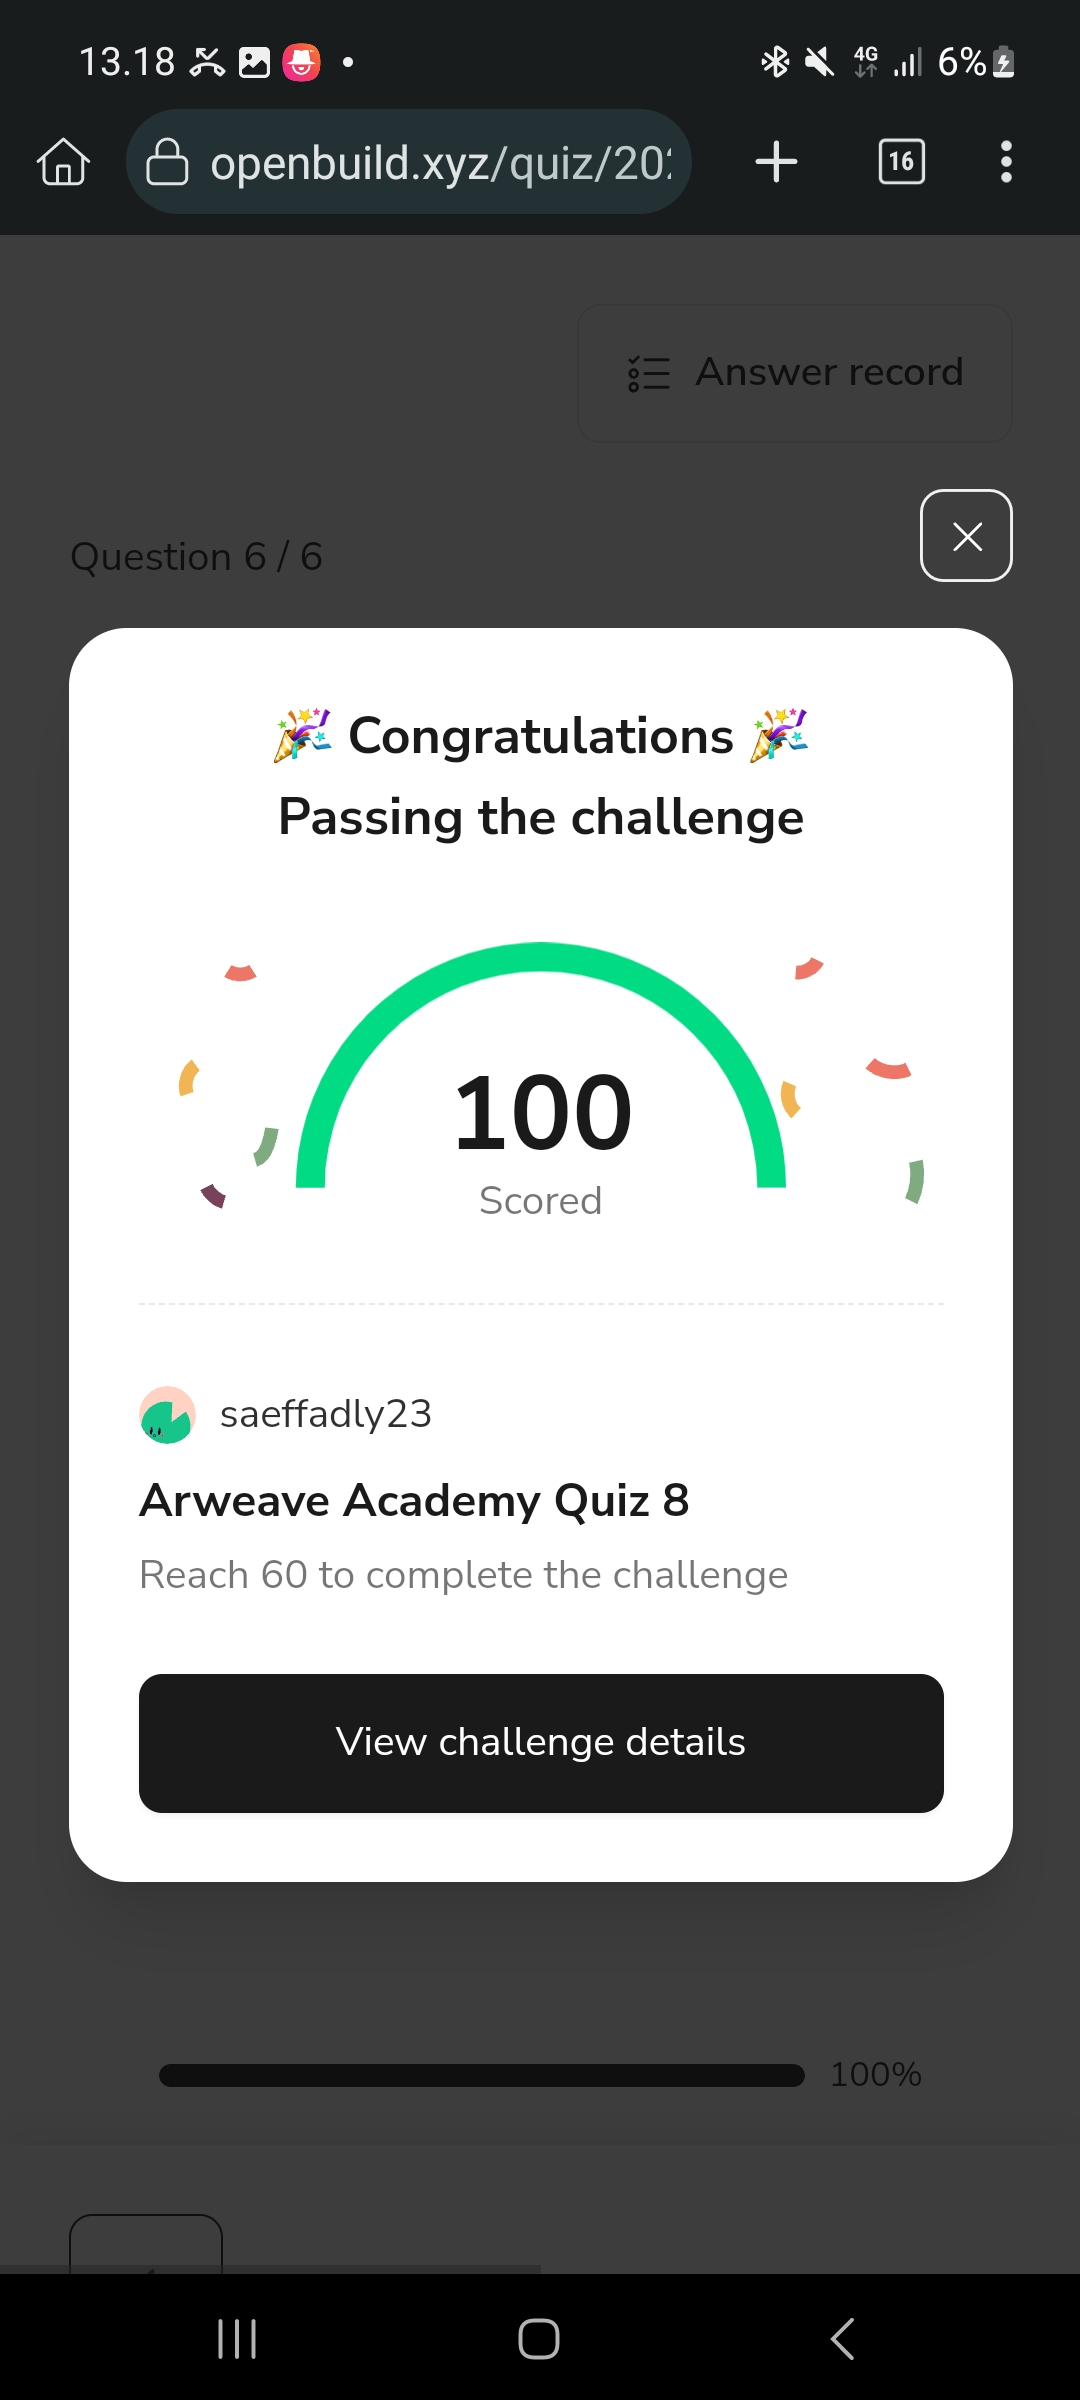 13.18
4G
6%
openbuild.xyz/quiz/20
16
Answer record
Question 6 / 6
Congratulations
Passing the challenge
100
Scored
saeffadly23
Arweave Academy Quiz 8
Reach 60 to complete the challenge
View challenge details
100%